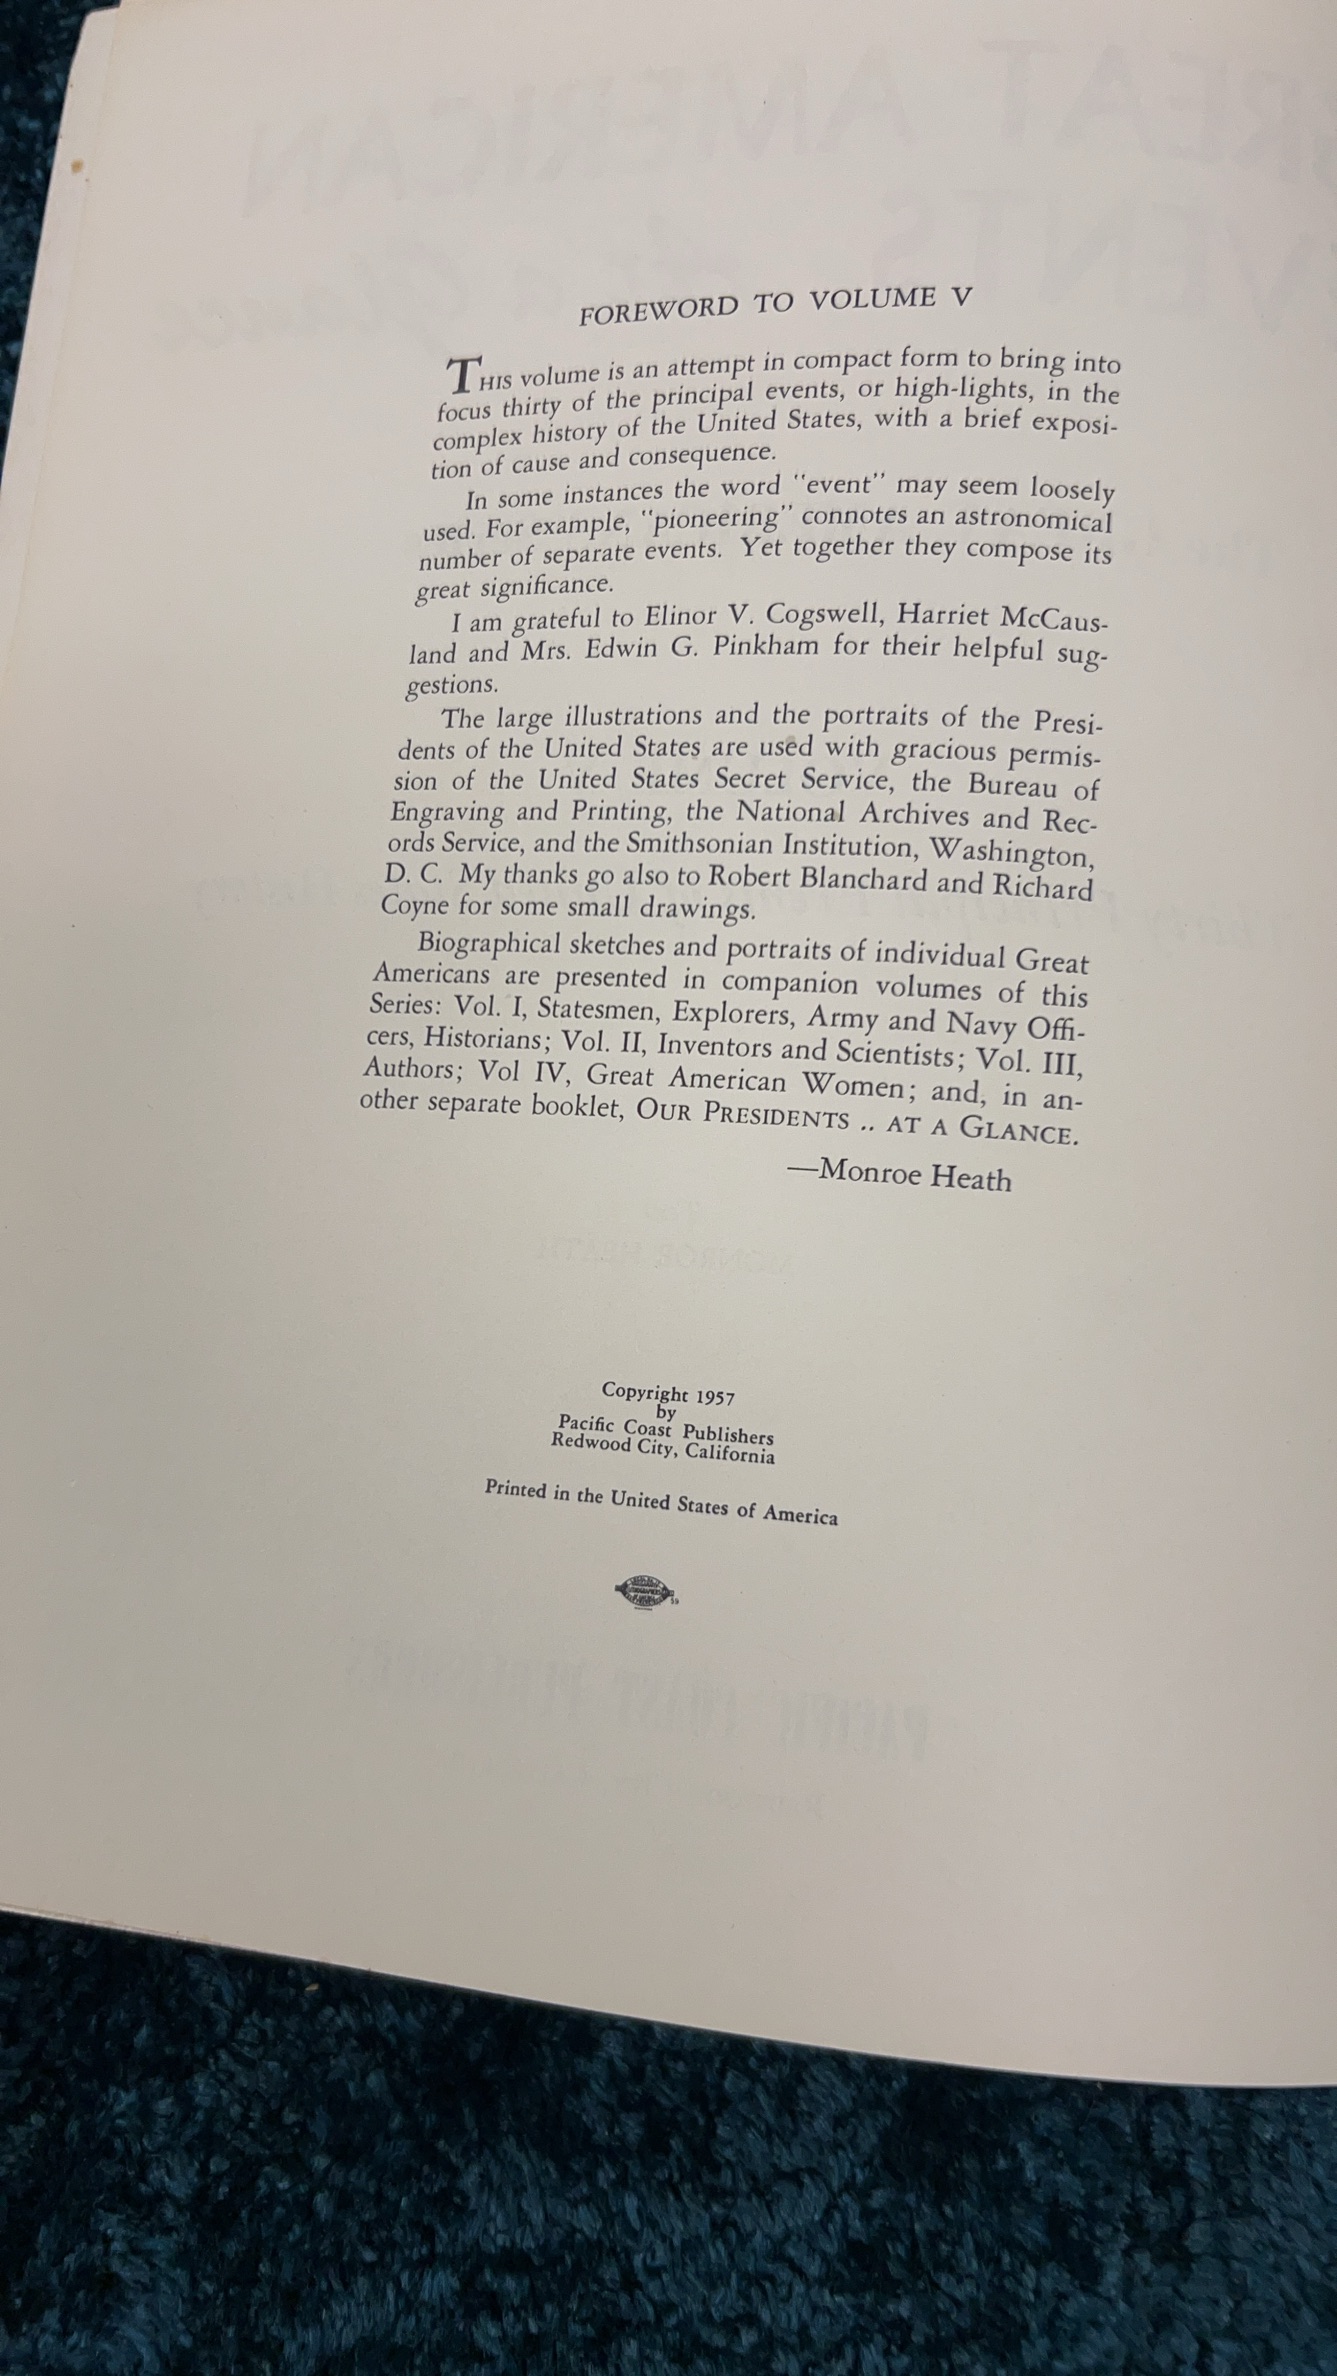 FOREWORD TO VOLUME V
THIS volume is an attempt in compact form to bring into
focus thirty of the principal events, or high-lights, in the
complex history of the United States, with a brief exposi-
tion of cause and consequence.
In some instances the word "event" may seem loosely
used. For example, "pioneering" connotes an astronomical
number of separate events. Yet together they compose its
great significance.
I am grateful to Elinor V. Cogswell, Harriet McCaus-
land and Mrs. Edwin G. Pinkham for their helpful sug-
gestions.
The large illustrations and the portraits of the Presi-
dents of the United States are used with gracious permis-
sion of the United States Secret Service, the Bureau of
Engraving and Printing, the National Archives and Rec-
ords Service, and the Smithsonian Institution, Washington,
D. C. My thanks go also to Robert Blanchard and Richard
Coyne for some small drawings.
Biographical sketches and portraits of individual Great
Americans are presented in companion volumes of this
Series: Vol. I, Statesmen, Explorers, Army and Navy Offi-
cers, Historians; Vol. II, Inventors and Scientists; Vol. III,
Authors; Vol IV, Great American Women; and, in an-
other separate booklet, OUR PRESIDENTS .. AT A GLANCE.
—Monroe Heath
Copyright 1957
by
Pacific Coast Publishers
Redwood City, California
Printed in the United States of America